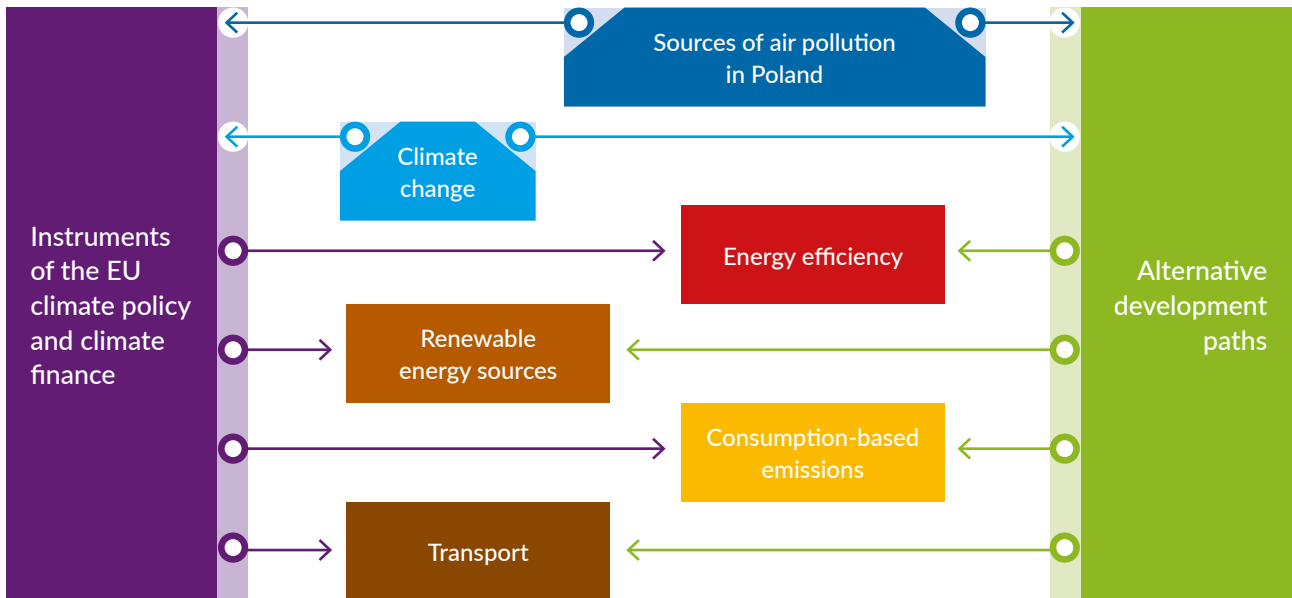 Sources of air pollution
in Poland
Climate
change
Instruments
of the EU
climate policy
and climate
finance
Energy efficiency
Renewable
energy sources
Consumption-based
emissions
Transport
Alternative
development
paths